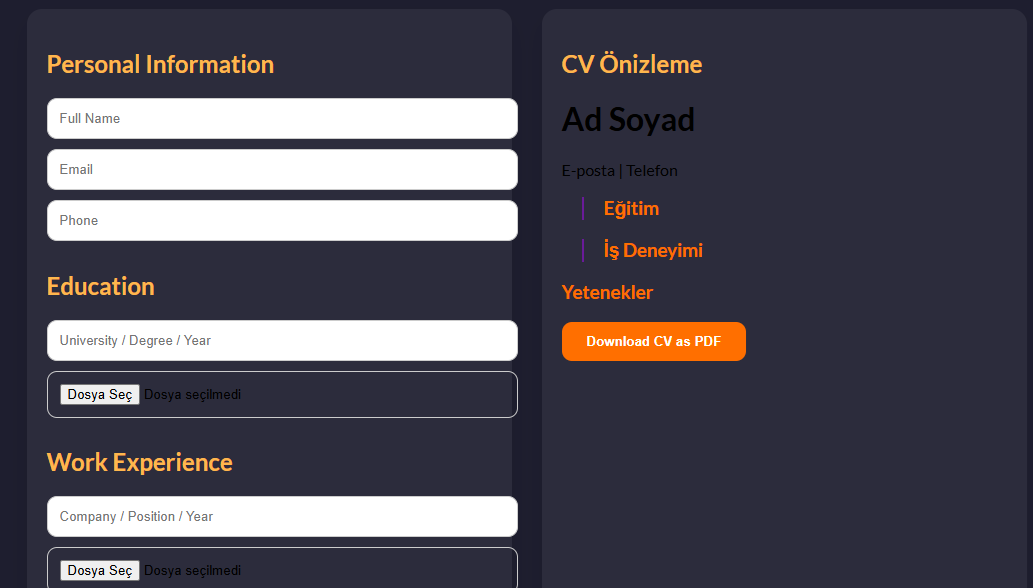 Personal Information
Full Name
Email
Phone
Education
University / Degree / Year
Dosya Seç Dosya seçilmedi
Work Experience
Company / Position / Year
Dosya Seç Dosya seçilmedi
CV Önizleme
Ad Soyad
E-posta | Telefon
Eğitim
İş Deneyimi
Yetenekler
Download CV as PDF